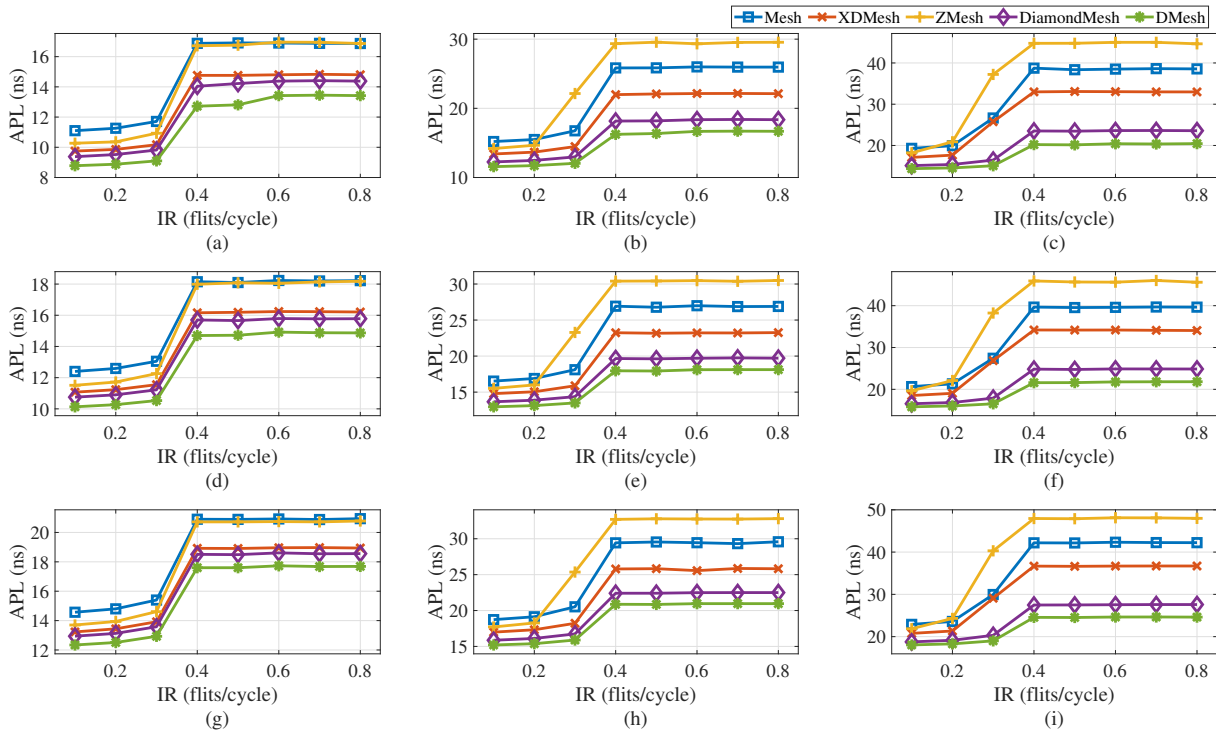 Mesh XDMesh ZMesh DiamondMesh DMesh
APL (ns)
16
14
12
10
8
0.2 0.4 0.6 0.8
IR (flits/cycle)
(a)
APL (ns)
30
20
10
0.2 0.4 0.6 0.8
IR (flits/cycle)
(b)
APL (ns)
40
30
20
0.2 0.4 0.6 0.8
IR (flits/cycle)
(c)
APL (ns)
18
16
14
12
10
0.2 0.4 0.6 0.8
IR (flits/cycle)
(d)
APL (ns)
30
25
20
15
0.2 0.4 0.6 0.8
IR (flits/cycle)
(e)
APL (ns)
40
30
20
0.2 0.4 0.6 0.8
IR (flits/cycle)
(f)
APL (ns)
20
18
16
14
12
0.2 0.4 0.6 0.8
IR (flits/cycle)
(g)
APL (ns)
30
25
20
15
0.2 0.4 0.6 0.8
IR (flits/cycle)
(h)
APL (ns)
50
40
30
20
0.2 0.4 0.6 0.8
IR (flits/cycle)
(i)